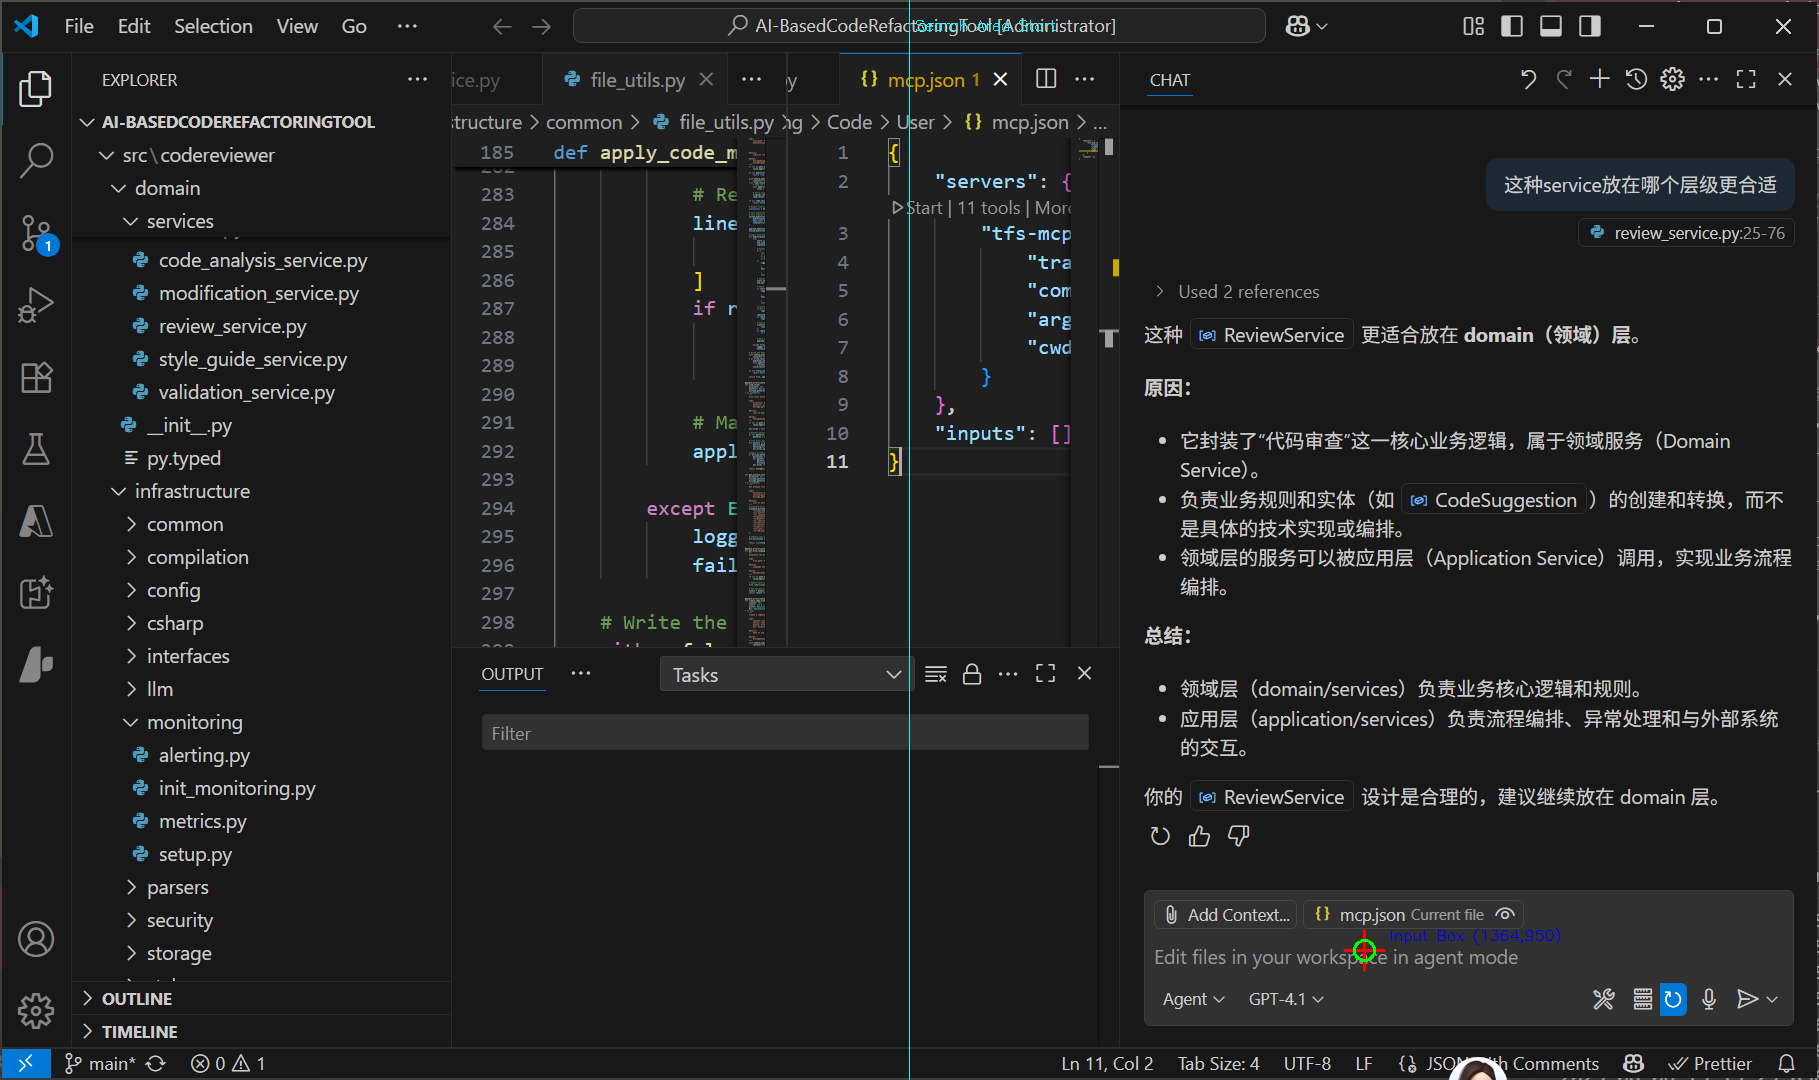 File Edit Selection View Go
AI-BasedCodeRefactoringTool [Administrator]
EXPLORER
AI-BASEDCODEREFACTORINGTOOL
src\codereviewer
domain
services
code_analysis_service.py
modification_service.py
review_service.py
style_guide_service.py
validation_service.py
__init__.py
py.typed
infrastructure
common
compilation
config
csharp
interfaces
llm
monitoring
alerting.py
init_monitoring.py
metrics.py
setup.py
parsers
security
storage
OUTLINE
TIMELINE
ice.py
file_utils.py
structure > common > file_utils.py
185 def apply_code_m
283 # Re
284 line
285
286 ]
287 if r
288
289
290
291 # Ma
292 appl
293
294 except E
295 logg
296 fail
297
298 # Write the
y
mcp.json 1
ng > Code > User > {} mcp.json > ...
1 {
2 "servers": {
Start | 11 tools | More
3 "tfs-mcp
4 "tra
5 "com
6 "arg
7 "cwd
8 }
9 },
10 "inputs": []
11 }
OUTPUT
Tasks
Filter
CHAT
这种service放在哪个层级更合适
review_service.py:25-76
Used 2 references
这种 ReviewService 更适合放在 domain（领域）层。
原因：
• 它封装了“代码审查”这一核心业务逻辑，属于领域服务（Domain
Service）。
• 负责业务规则和实体（如 CodeSuggestion ）的创建和转换，而不
是具体的技术实现或编排。
• 领域层的服务可以被应用层（Application Service）调用，实现业务流程
编排。
总结：
• 领域层（domain/services）负责业务核心逻辑和规则。
• 应用层（application/services）负责流程编排、异常处理和与外部系统
的交互。
你的 ReviewService 设计是合理的，建议继续放在 domain 层。
Add Context... {} mcp.json Current file
Input Box (1364,950)
Edit files in your workspace in agent mode
Agent GPT-4.1
1
main* 0 1
Ln 11, Col 2 Tab Size: 4 UTF-8 LF JSON with Comments Prettier